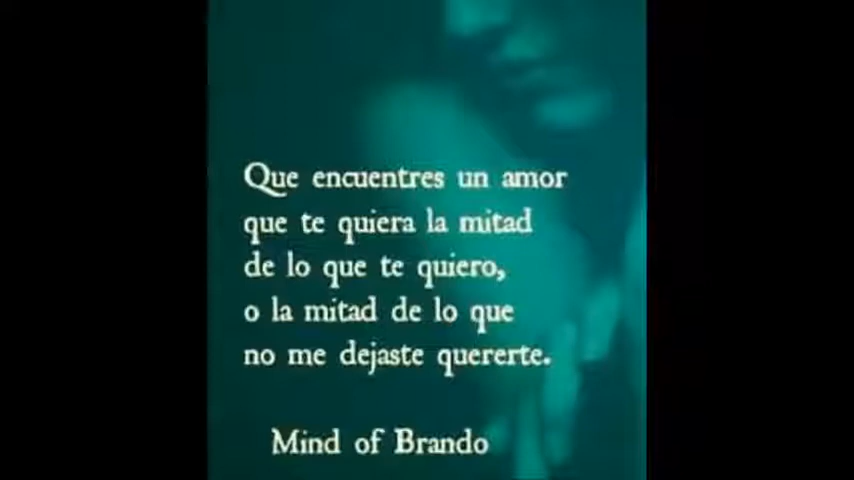 Que encuentres un amor
que te quiera la mitad
de lo que te quiero,
o la mitad de lo que
no me dejaste quererte.
Mind of Brando